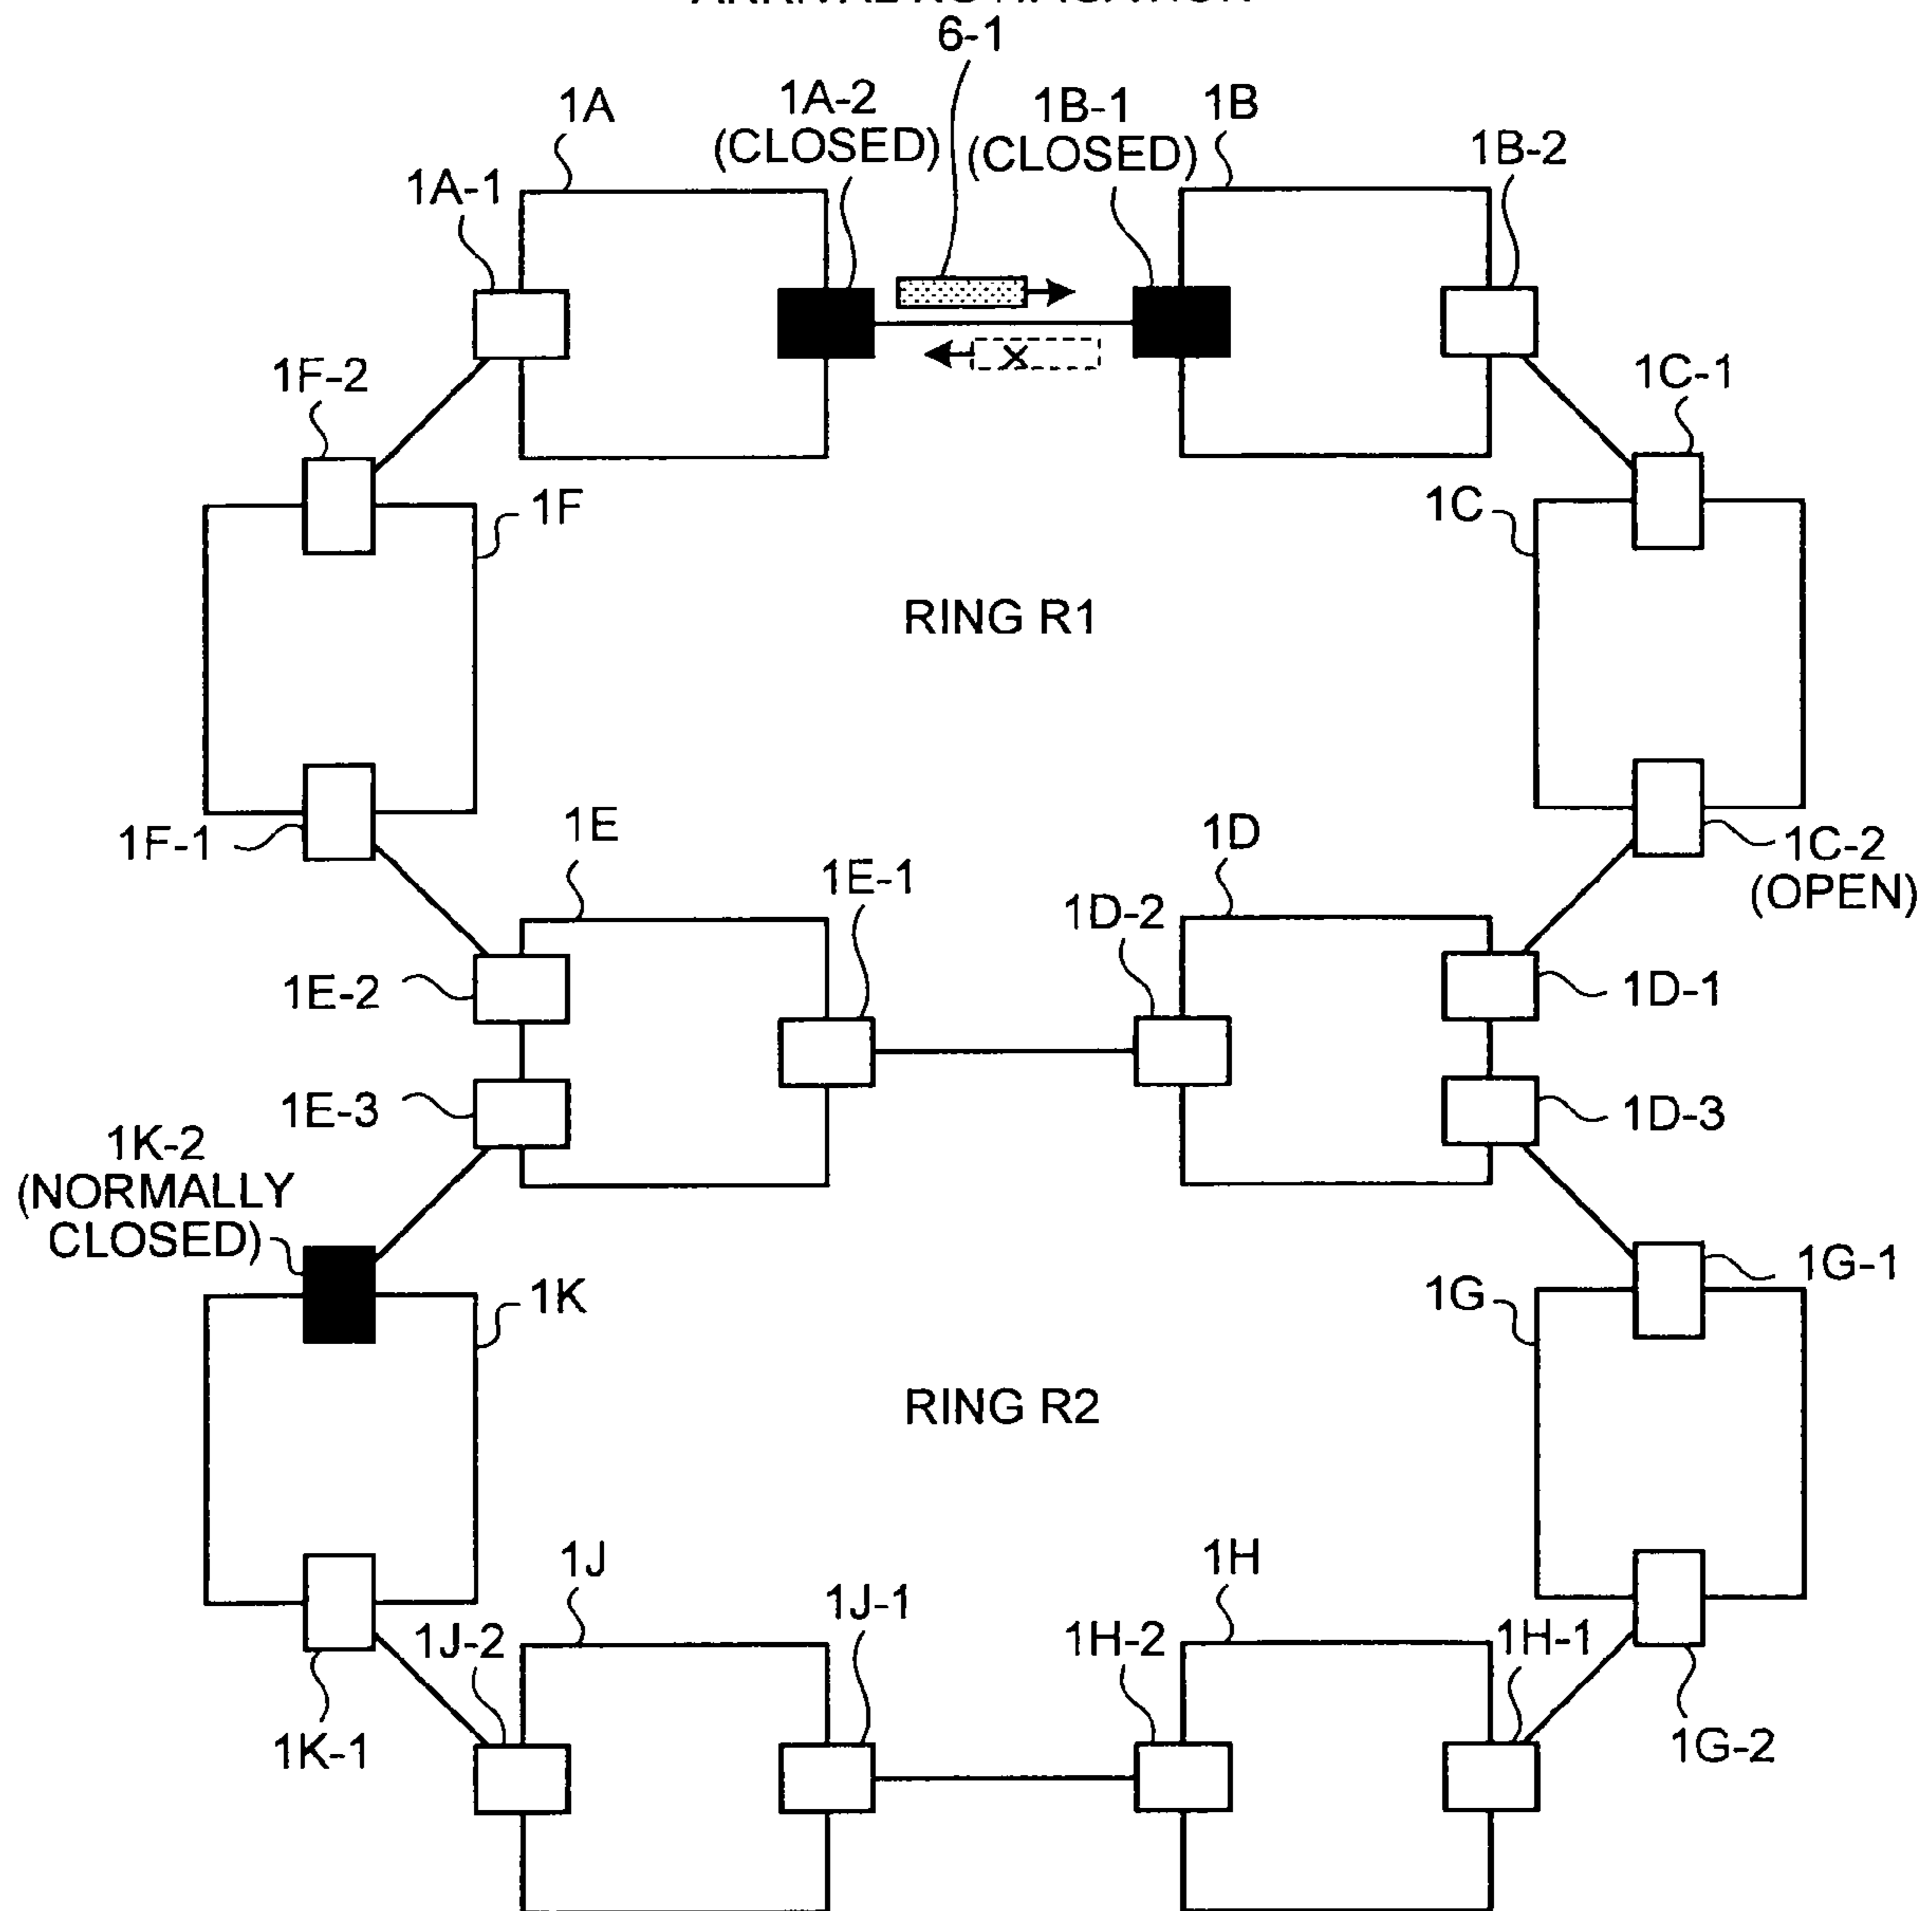 6-1
1A
1A-2
(CLOSED)
1B-1
(CLOSED)
1B
1B-2
1A-1
1F-2
1C-1
1F
1C
RING R1
1F-1
1E
1E-1
1D
1D-2
1C-2
(OPEN)
1E-2
1D-1
1E-3
1D-3
1K-2
(NORMALLY
CLOSED)
1K
1G
1G-1
RING R2
1J
1J-1
1J-2
1H
1H-2
1H-1
1K-1
1G-2